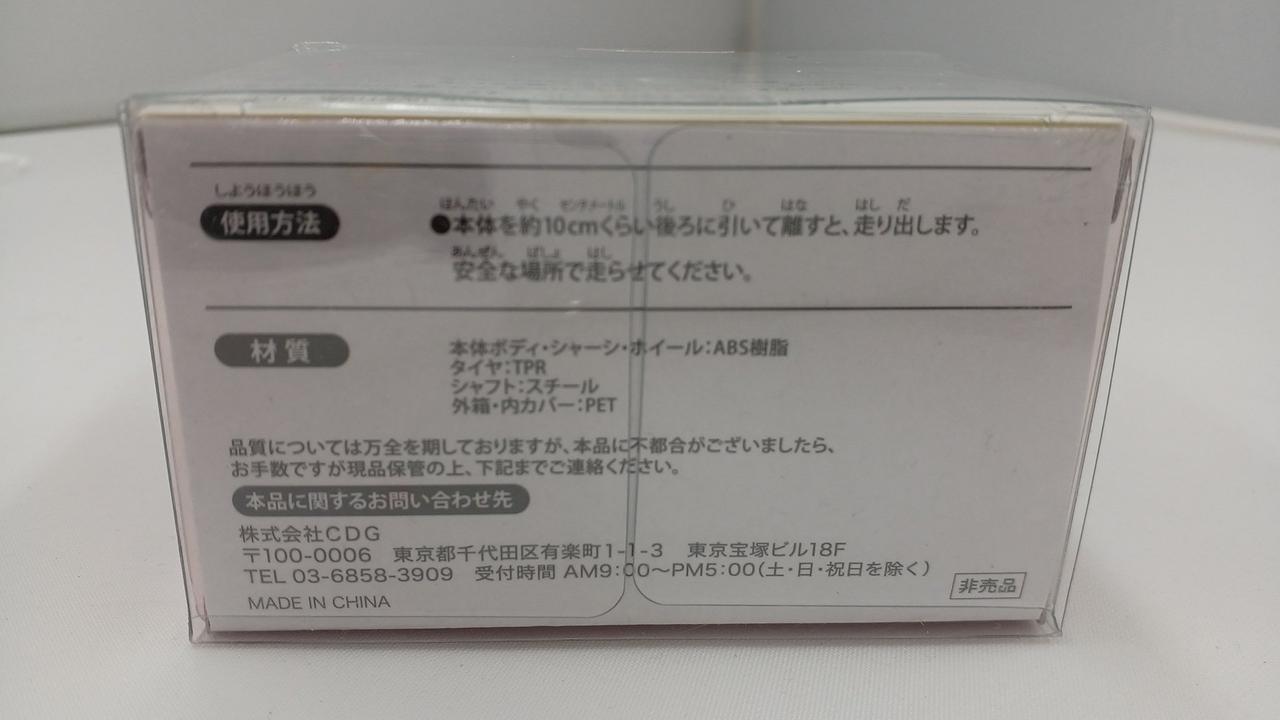 しようほうほう
使用方法
ほんたい やく センチメートル うし ひ はな はし だ
●本体を約10cmくらい後ろに引いて離すと、走り出します。
あんぜん ばしょ はし
安全な場所で走らせてください。
材質
本体ボディ・シャーシ・ホイール:ABS樹脂
タイヤ:TPR
シャフト:スチール
外箱・内カバー:PET
品質については万全を期しておりますが、本品に不都合がございましたら、
お手数ですが現品保管の上、下記までご連絡ください。
本品に関するお問い合わせ先
株式会社CDG
〒100-0006 東京都千代田区有楽町1-1-3 東京宝塚ビル18F
TEL 03-6858-3909 受付時間 AM9:00〜PM5:00(土・日・祝日を除く)
非売品
MADE IN CHINA